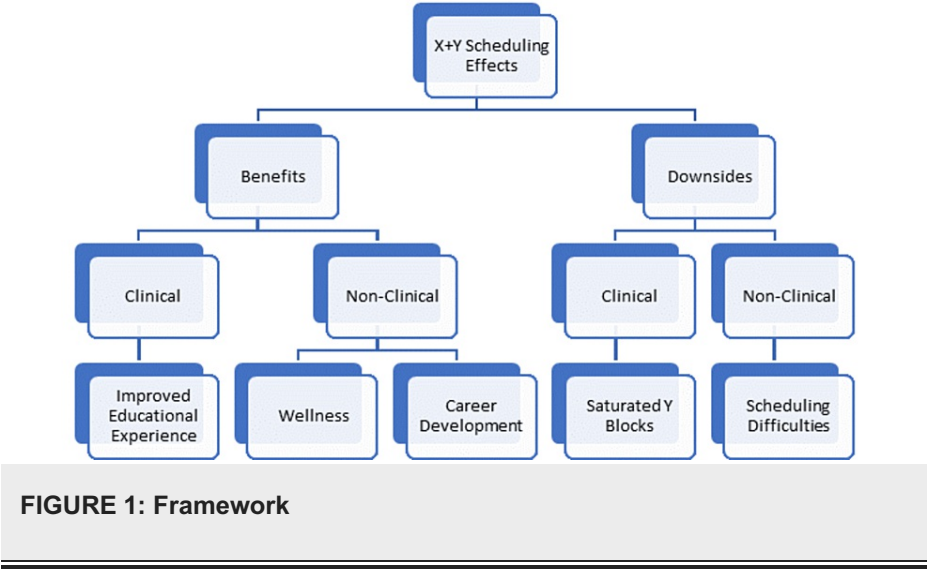 X+Y Scheduling
Effects
Benefits
Downsides
Clinical
Non-Clinical
Clinical
Non-Clinical
Improved
Educational
Experience
Wellness
Career
Development
Saturated Y
Blocks
Scheduling
Difficulties
FIGURE 1: Framework